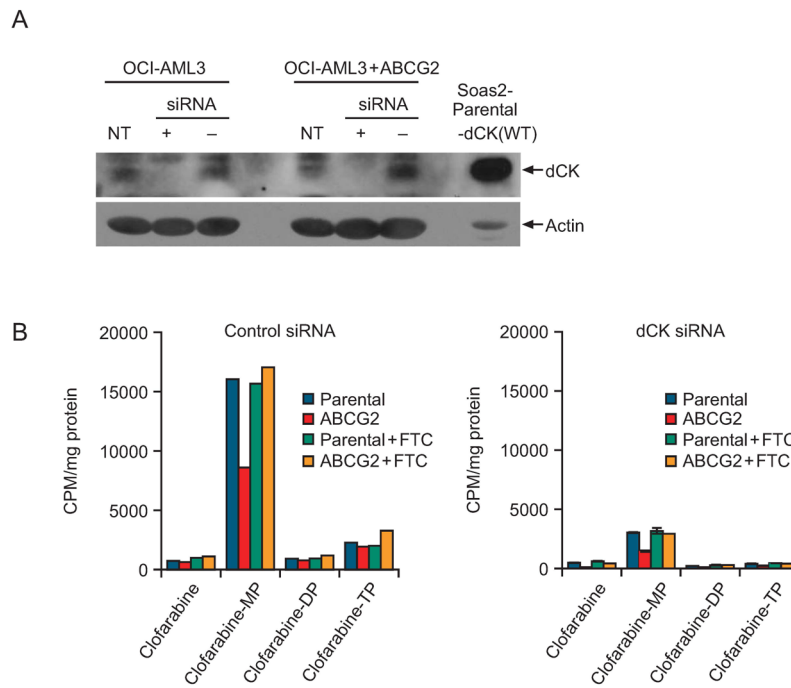 A
OCI-AML3
OCI-AML3+ABCG2
Soas2-
Parental
-dCK(WT)
siRNA
siRNA
NT
+
–
NT
+
–
dCK
Actin
B
Control siRNA
CPM/mg protein
20000
15000
10000
5000
0
Parental
ABCG2
Parental+FTC
ABCG2+FTC
Clofarabine
Clofarabine-MP
Clofarabine-DP
Clofarabine-TP
dCK siRNA
CPM/mg protein
20000
15000
10000
5000
0
Parental
ABCG2
Parental+FTC
ABCG2+FTC
Clofarabine
Clofarabine-MP
Clofarabine-DP
Clofarabine-TP